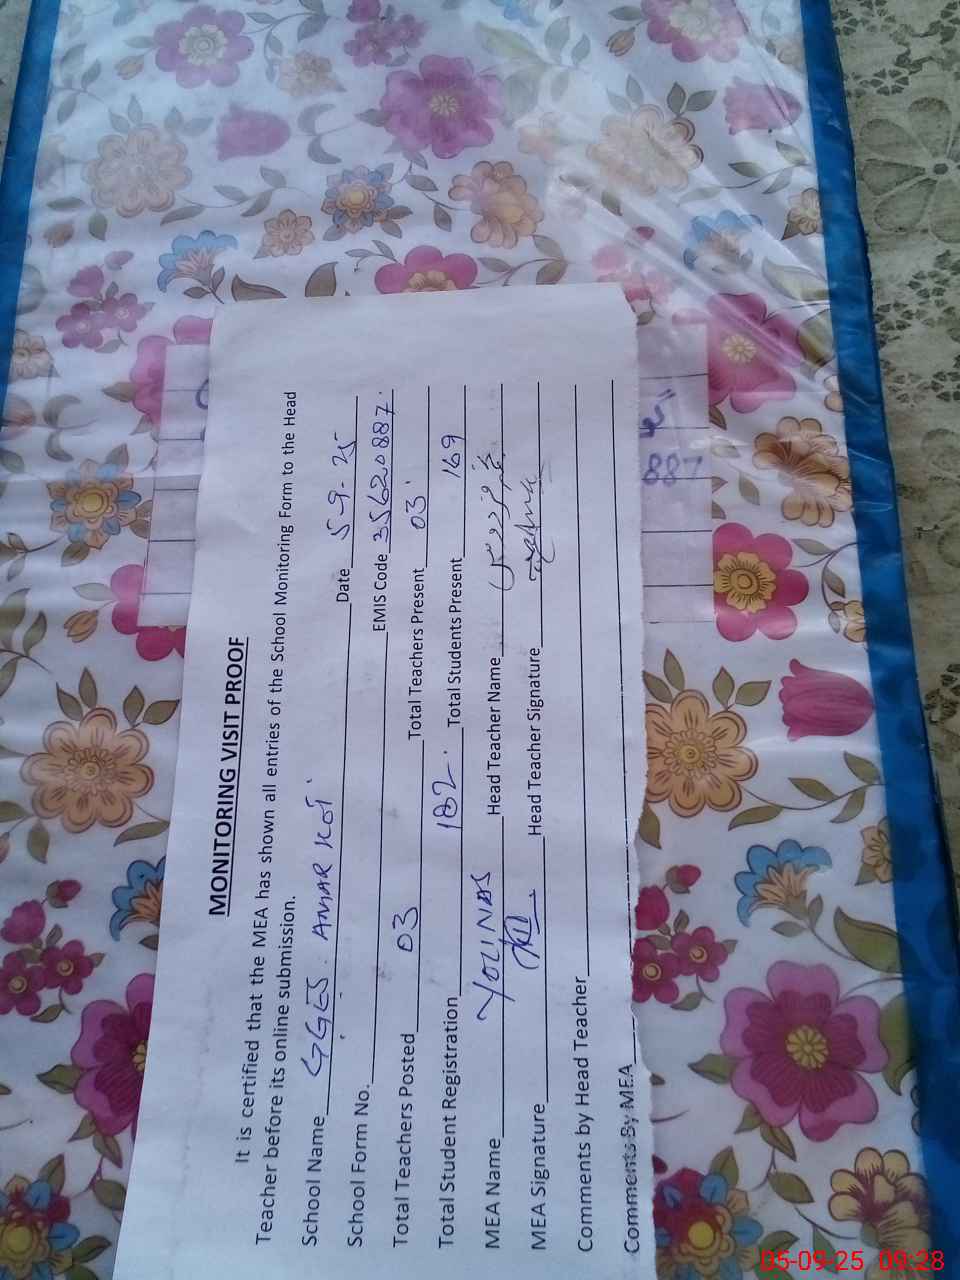 MONITORING VISIT PROOF
It is certified that the MEA has shown all entries of the School Monitoring Form to the Head
Teacher before its online submission.
School Name GGES. AMAR KOT Date 5-9-25
School Form No. EMIS Code 35620887
Total Teachers Posted 03 Total Teachers Present 03
Total Student Registration 182 Total Students Present 169
MEA Name YOUNAS Head Teacher Name
MEA Signature Head Teacher Signature
Comments by Head Teacher
Comments By MEA
887
05-09-25 09:28